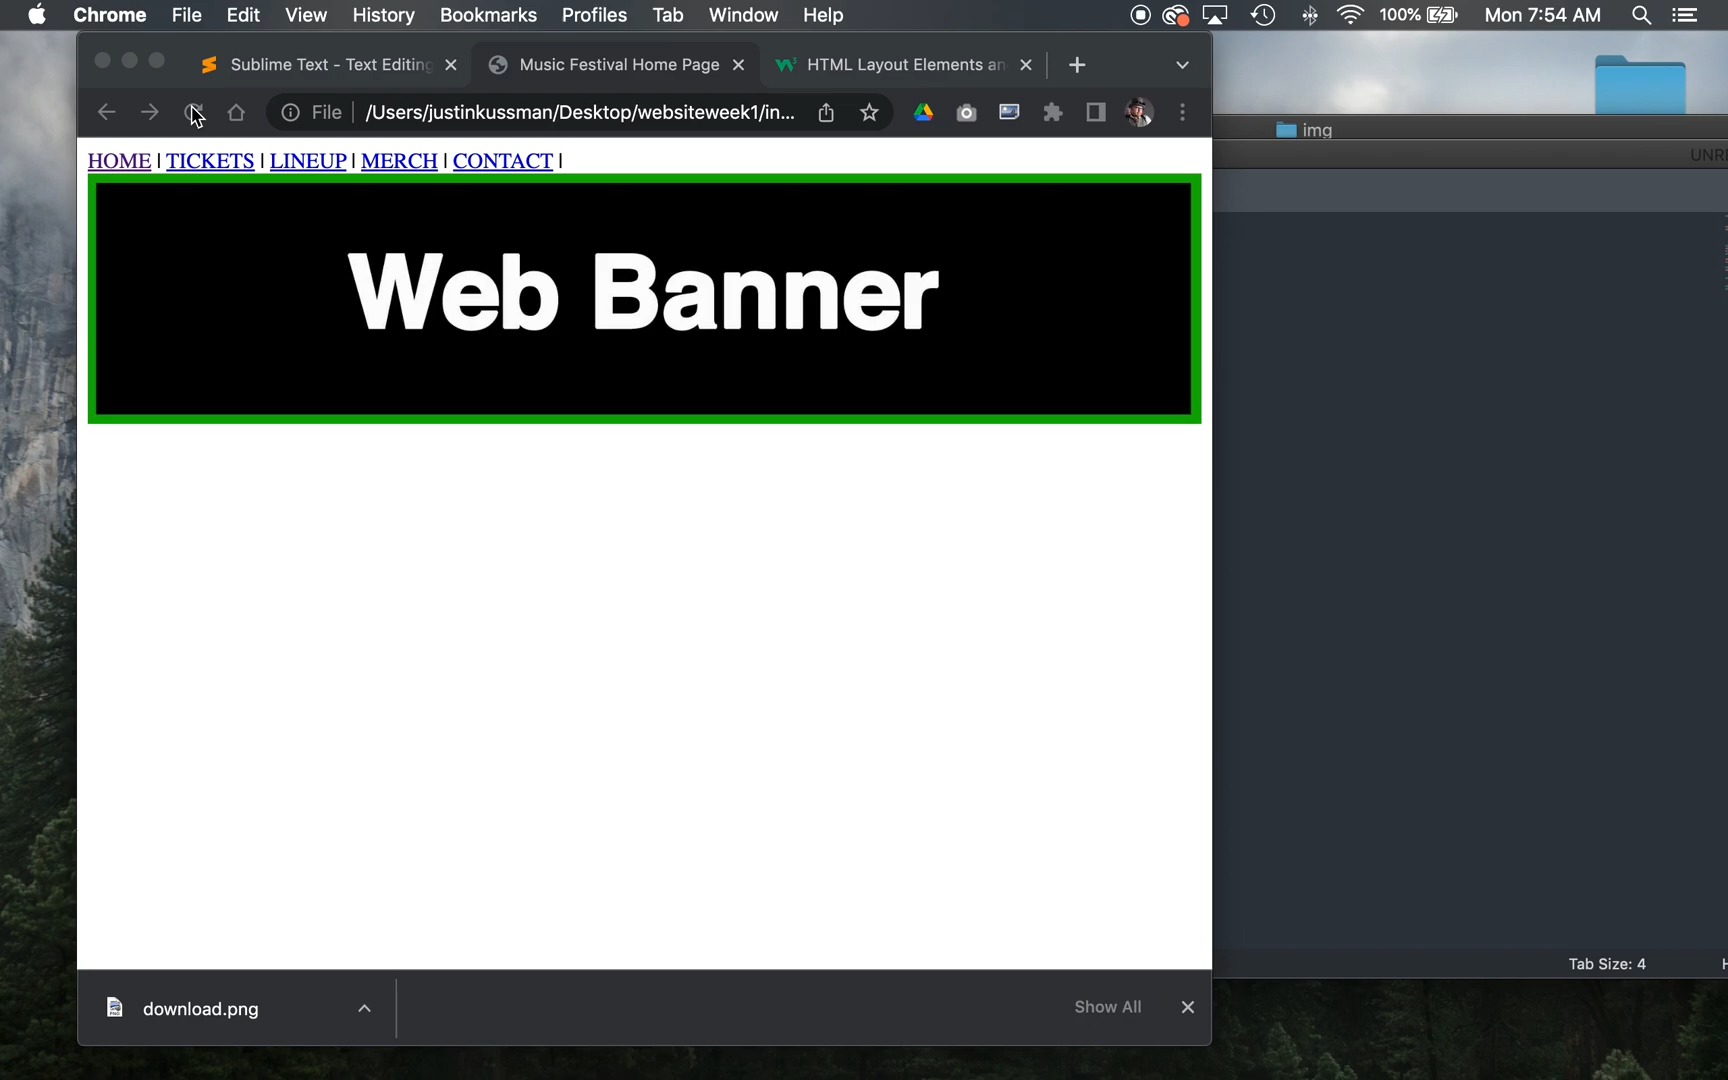 Chrome File Edit View History Bookmarks Profiles Tab Window Help 100% Mon 7:54 AM
Sublime Text - Text Editing Music Festival Home Page HTML Layout Elements an
File /Users/justinkussman/Desktop/websiteweek1/in...
img
HOME | TICKETS | LINEUP | MERCH | CONTACT |
Web Banner
Tab Size: 4
download.png Show All